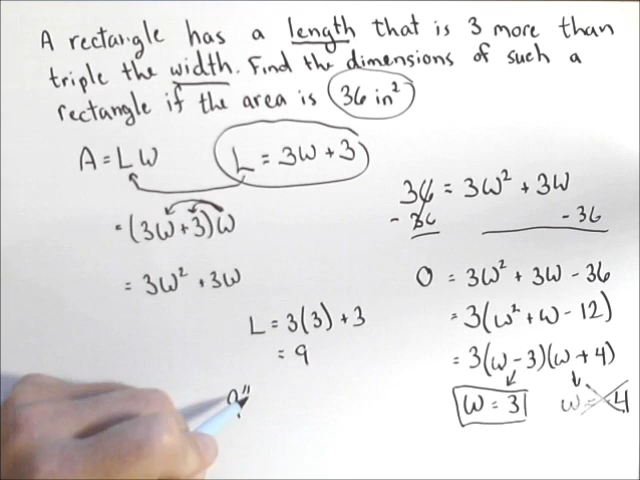 A rectangle has a length that is 3 more than
triple the width. Find the dimensions of such a
rectangle if the area is 36 in²
A = L W
L = 3W + 3
= (3W + 3)W
= 3W² + 3W
L = 3(3) + 3
= 9
9"
36 = 3W² + 3W
- 36 - 36
0 = 3W² + 3W - 36
= 3(W² + W - 12)
= 3(W - 3)(W + 4)
W = 3 W = -4